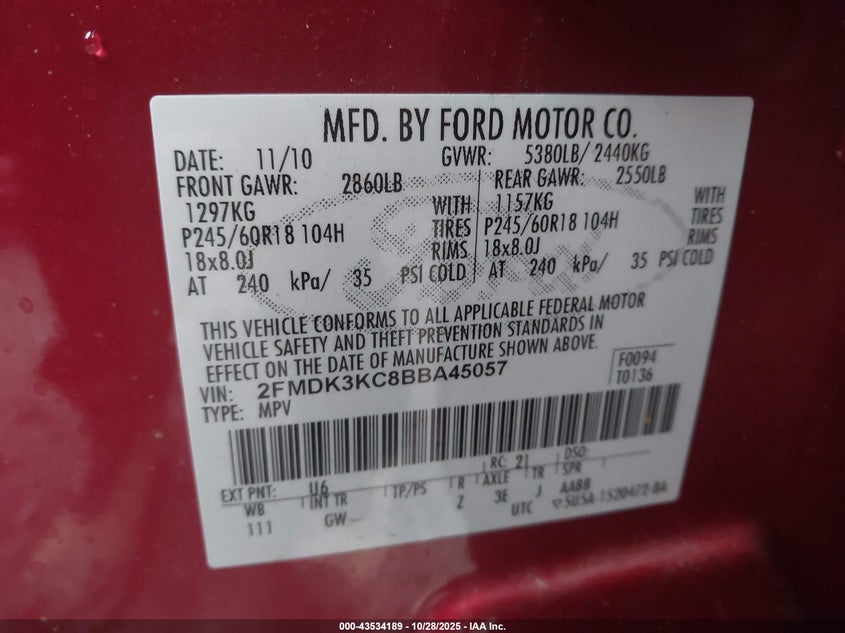 MFD. BY FORD MOTOR CO.
DATE: 11/10 GVWR: 5380LB/ 2440KG
FRONT GAWR: 2860LB REAR GAWR: 2550LB
1297KG WITH 1157KG WITH
P245/60R18 104H TIRES P245/60R18 104H TIRES
18x8.0J RIMS 18x8.0J RIMS
AT 240 kPa/ 35 PSI COLD AT 240 kPa/ 35 PSI COLD
THIS VEHICLE CONFORMS TO ALL APPLICABLE FEDERAL MOTOR
VEHICLE SAFETY AND THEFT PREVENTION STANDARDS IN
EFFECT ON THE DATE OF MANUFACTURE SHOWN ABOVE.
VIN: 2FMDK3KC8BBA45057
TYPE: MPV
F0094
T0136
EXT PNT: U6 RC: 21 DSO:
WB INT TR TP/PS R AXLE TR SPR
111 GW Z 3E J AABB
UTC ▽5U5A-1520472-BA
000-43534189 - 10/28/2025 - IAA Inc.